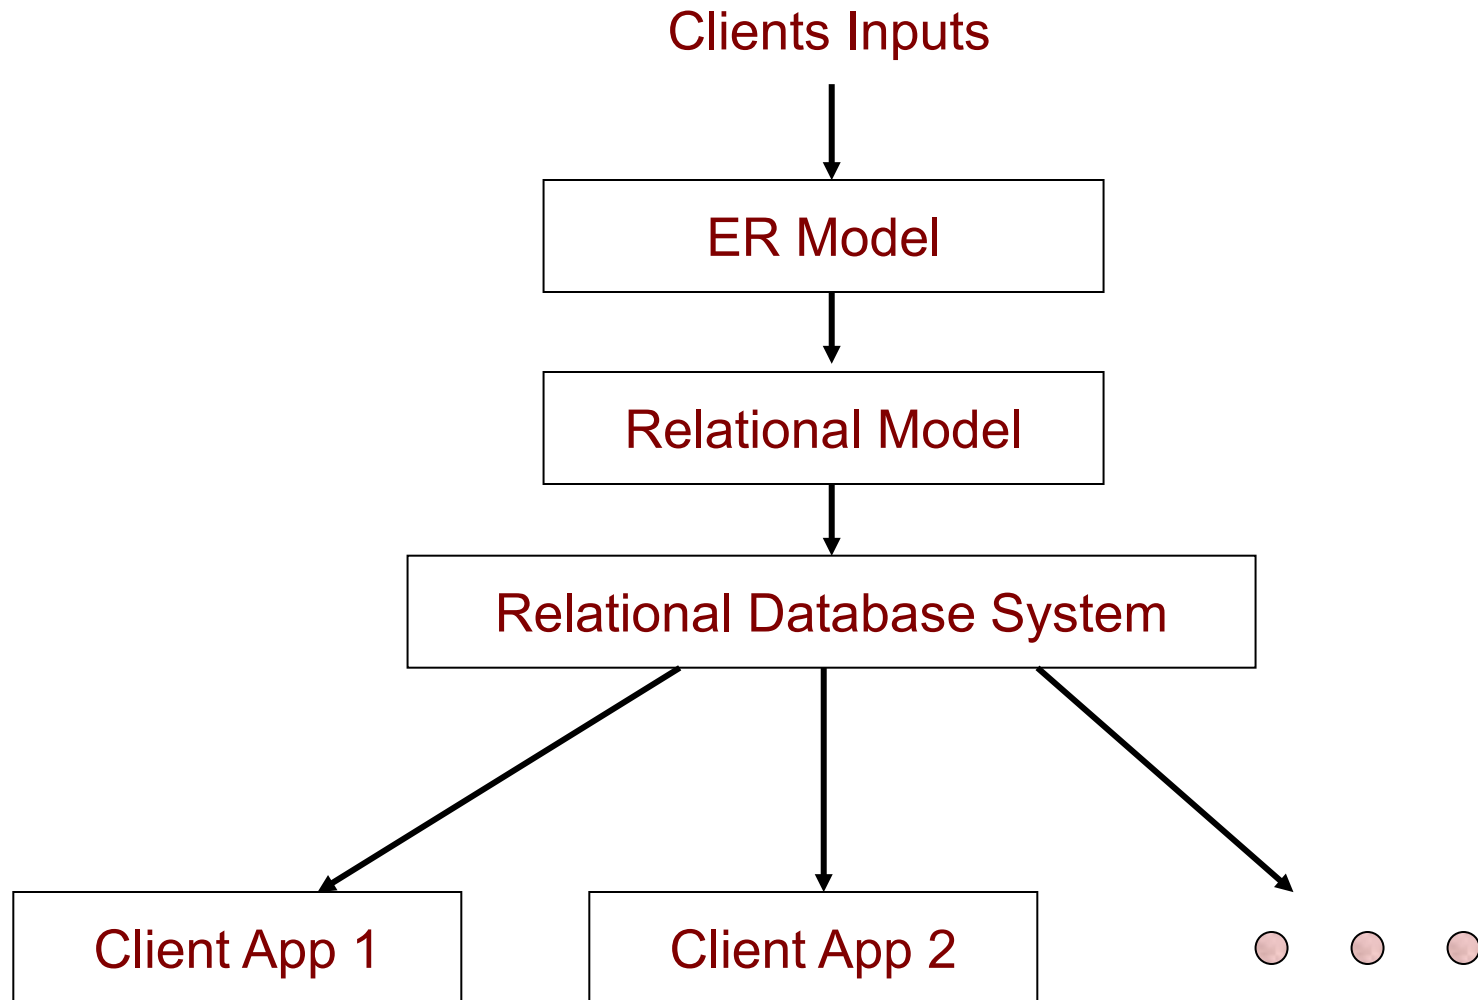 Clients Inputs
ER Model
Relational Model
Relational Database System
Client App 1
Client App 2